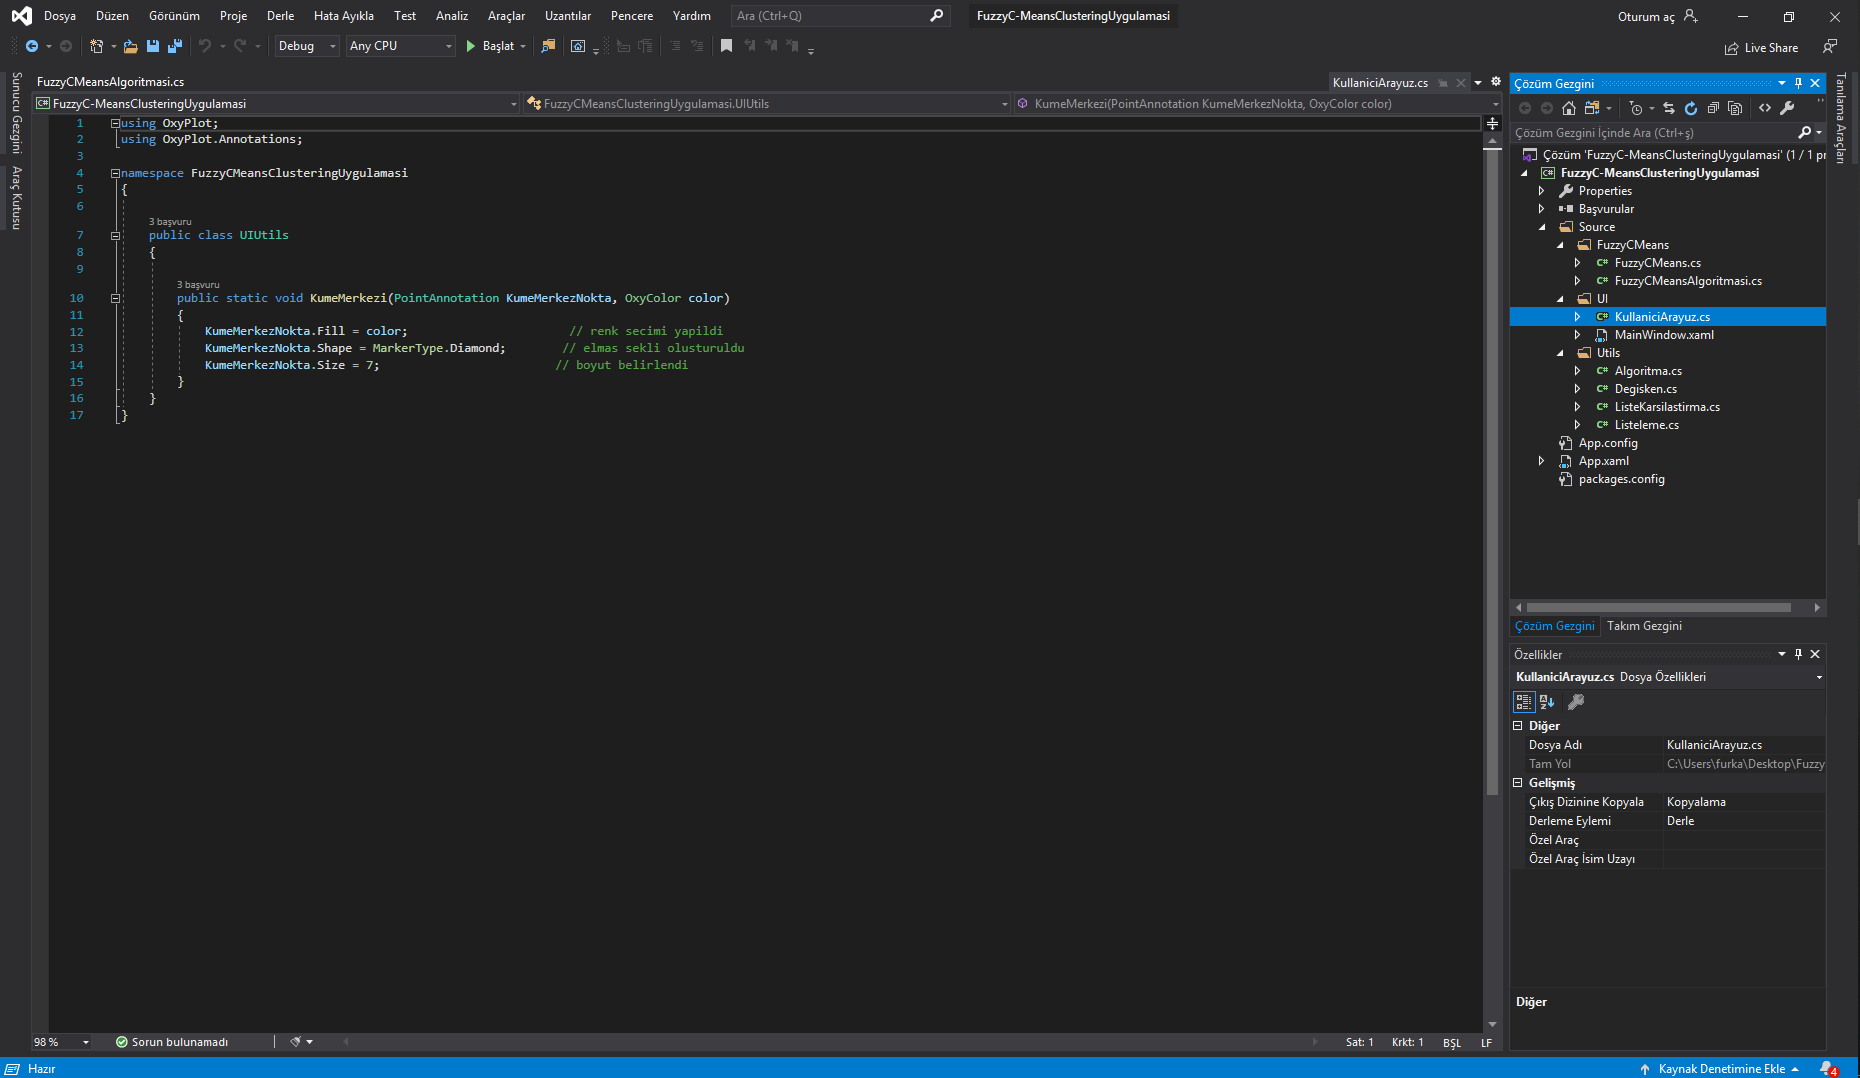 Dosya Düzen Görünüm Proje Derle Hata Ayıkla Test Analiz Araçlar Uzantılar Pencere Yardım Ara (Ctrl+Q) FuzzyC-MeansClusteringUygulamasi Oturum aç
Debug Any CPU Başlat Live Share
Sunucu Gezgini
Araç Kutusu
FuzzyCMeansAlgoritmasi.cs KullaniciArayuz.cs
FuzzyC-MeansClusteringUygulamasi FuzzyCMeansClusteringUygulamasi.UIUtils KumeMerkezi(PointAnnotation KumeMerkezNokta, OxyColor color)
1 using OxyPlot;
2 using OxyPlot.Annotations;
3
4 namespace FuzzyCMeansClusteringUygulamasi
5 {
6
3 başvuru
7 public class UIUtils
8 {
9
3 başvuru
10 public static void KumeMerkezi(PointAnnotation KumeMerkezNokta, OxyColor color)
11 {
12 KumeMerkezNokta.Fill = color; // renk secimi yapildi
13 KumeMerkezNokta.Shape = MarkerType.Diamond; // elmas sekli olusturuldu
14 KumeMerkezNokta.Size = 7; // boyut belirlendi
15 }
16 }
17 }
98 % Sorun bulunamadı Sat: 1 Krkt: 1 BŞL LF
Çözüm Gezgini
Çözüm Gezgini İçinde Ara (Ctrl+ş)
Çözüm 'FuzzyC-MeansClusteringUygulamasi' (1 / 1 pr
C# FuzzyC-MeansClusteringUygulamasi
Properties
Başvurular
Source
FuzzyCMeans
C# FuzzyCMeans.cs
C# FuzzyCMeansAlgoritmasi.cs
UI
C# KullaniciArayuz.cs
MainWindow.xaml
Utils
C# Algoritma.cs
C# Degisken.cs
C# ListeKarsilastirma.cs
C# Listeleme.cs
App.config
App.xaml
packages.config
Çözüm Gezgini Takım Gezgini
Tanılama Araçları
Özellikler
KullaniciArayuz.cs Dosya Özellikleri
Diğer
Dosya Adı KullaniciArayuz.cs
Tam Yol C:\Users\furka\Desktop\Fuzzy
Gelişmiş
Çıkış Dizinine Kopyala Kopyalama
Derleme Eylemi Derle
Özel Araç
Özel Araç İsim Uzayı
Diğer
Hazır Kaynak Denetimine Ekle 4